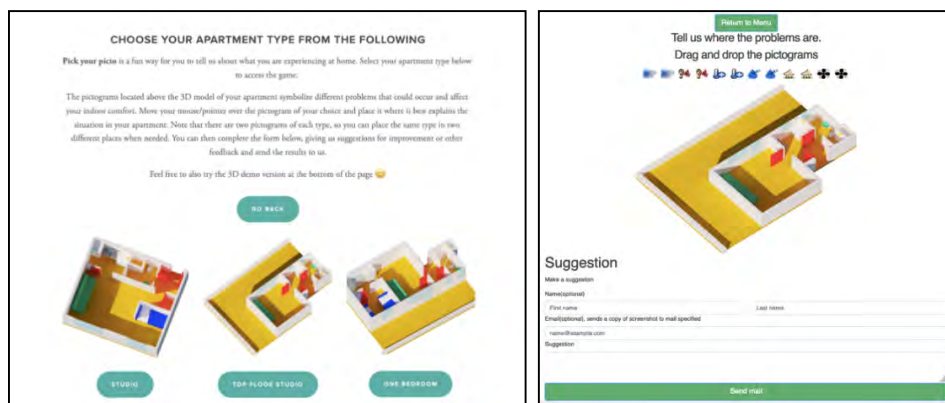 CHOOSE YOUR APARTMENT TYPE FROM THE FOLLOWING
Pick your picto is a fun way for you to tell us about what you are experiencing at home. Select your apartment type below
to access the game.
The pictograms located above the 3D model of your apartment symbolize different problems that could occur and affect
your indoor comfort. Move your mouse/pointer over the pictogram of your choice and place it where it best explains the
situation in your apartment. Note that there are two pictograms of each type, so you can place the same type in two
different places when needed. You can then complete the form below, giving us suggestions for improvement or other
feedback and send the results to us.
Feel free to also try the 3D demo version at the bottom of the page
GO BACK
STUDIO
TOP FLOOR STUDIO
ONE BEDROOM
Return to Menu
Tell us where the problems are.
Drag and drop the pictograms
Suggestion
Make a suggestion
Name(optional)
First name
Last name
Email(optional), sends a copy of screenshot to mail specified
name@example.com
Suggestion
Send mail